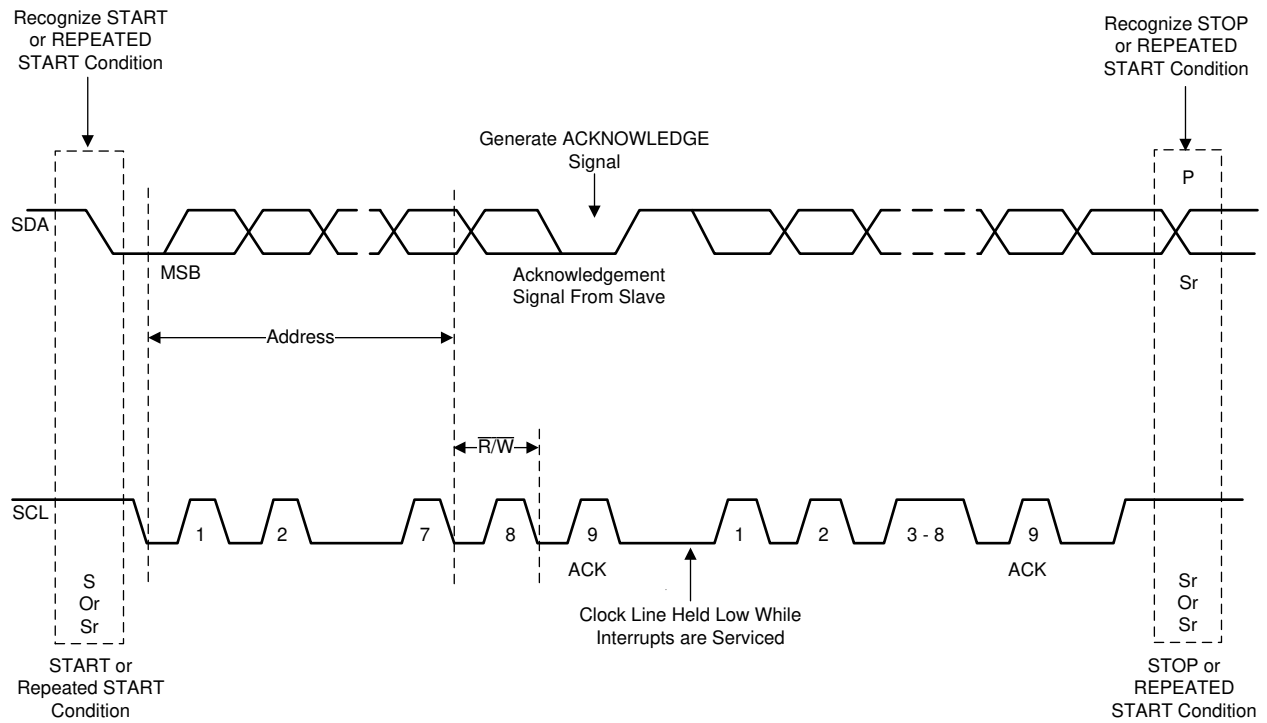 Recognize START
or REPEATED
START Condition
Recognize STOP
or REPEATED
START Condition
Generate ACKNOWLEDGE
Signal
P
SDA
MSB
Acknowledgement
Signal From Slave
Sr
Address
R/W
SCL
1
2
7
8
9
1
2
3 - 8
9
ACK
ACK
S
Or
Sr
Clock Line Held Low While
Interrupts are Serviced
Sr
Or
Sr
START or
Repeated START
Condition
STOP or
REPEATED
START Condition